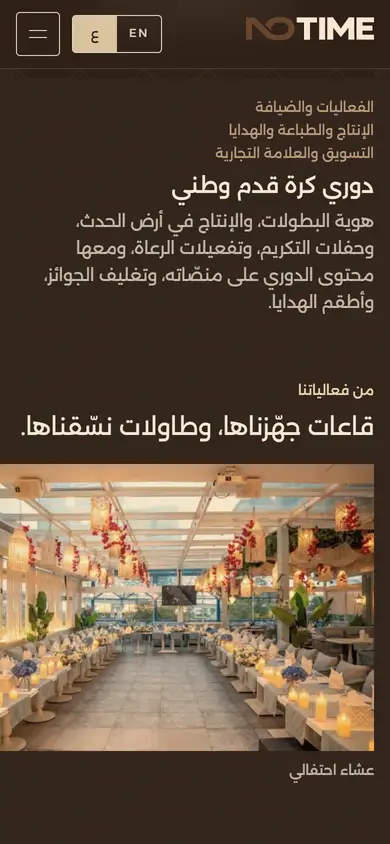 NOTIME
EN
ع
الفعاليات والضيافة
الإنتاج والطباعة والهدايا
التسويق والعلامة التجارية
دوري كرة قدم وطني
هوية البطولات، والإنتاج في أرض الحدث،
وحفلات التكريم، وتفعيلات الرعاة، ومعها
محتوى الدوري على منصّاته، وتغليف الجوائز،
وأطقم الهدايا.
من فعالياتنا
قاعات جهّزناها، وطاولات نسّقناها.
عشاء احتفالي